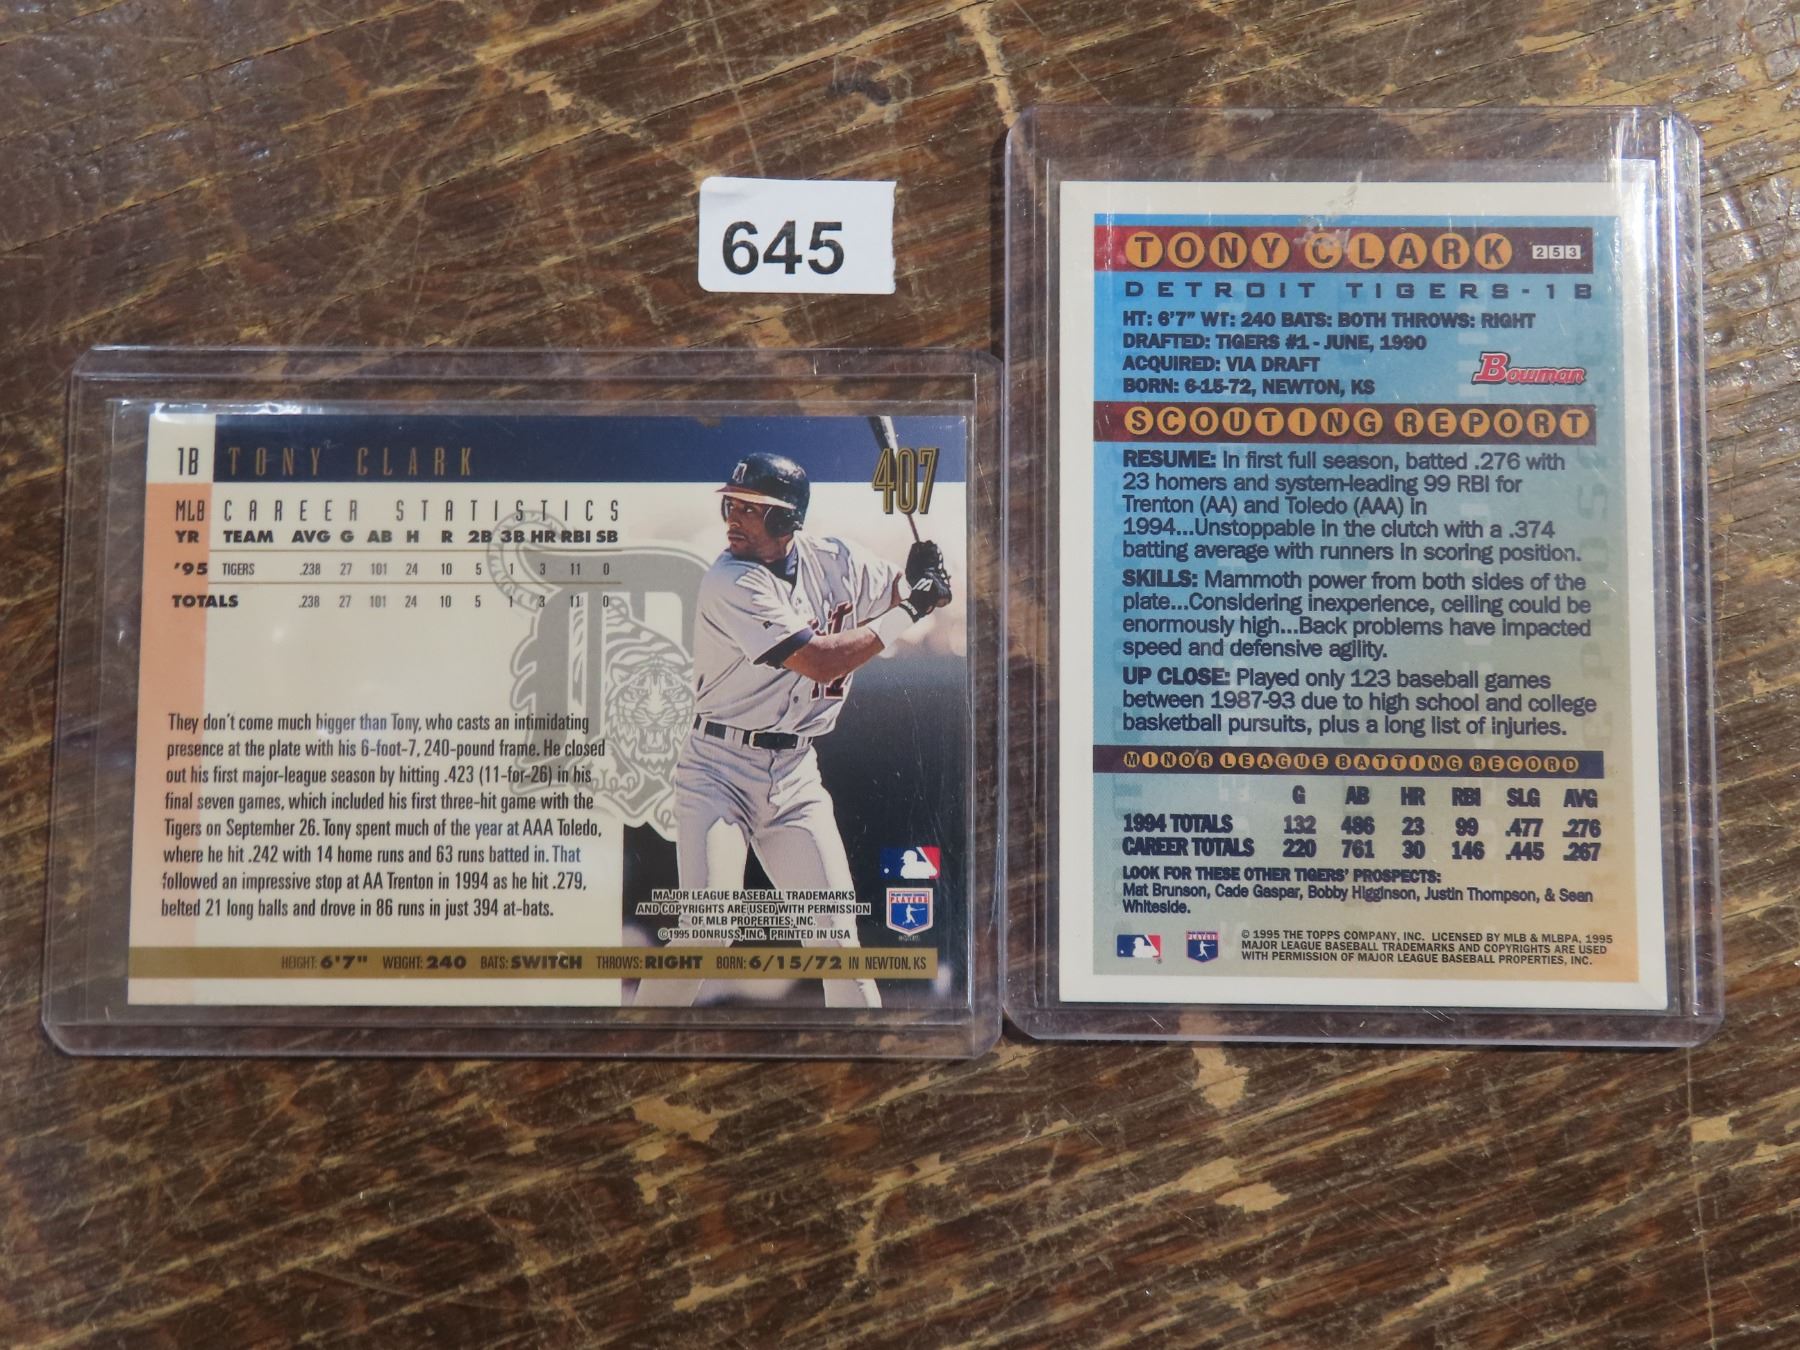 645
1B TONY CLARK 407
MLB CAREER STATISTICS
YR TEAM AVG G AB H R 2B 3B HR RBI SB
'95 TIGERS .238 27 101 24 10 5 1 3 11 0
TOTALS .238 27 101 24 10 5 1 3 11 0
They don't come much bigger than Tony, who casts an intimidating
presence at the plate with his 6-foot-7, 240-pound frame. He closed
out his first major-league season by hitting .423 (11-for-26) in his
final seven games, which included his first three-hit game with the
Tigers on September 26. Tony spent much of the year at AAA Toledo,
where he hit .242 with 14 home runs and 63 runs batted in. That
followed an impressive stop at AA Trenton in 1994 as he hit .279,
belted 21 long balls and drove in 86 runs in just 394 at-bats.
MAJOR LEAGUE BASEBALL TRADEMARKS
AND COPYRIGHTS ARE USED WITH PERMISSION
OF MLB PROPERTIES, INC.
©1995 DONRUSS, INC. PRINTED IN USA
PLAYERS
HEIGHT: 6'7" WEIGHT: 240 BATS: SWITCH THROWS: RIGHT BORN: 6/15/72 IN NEWTON, KS
TONY CLARK 253
DETROIT TIGERS-1B
HT: 6'7" WT: 240 BATS: BOTH THROWS: RIGHT
DRAFTED: TIGERS #1 - JUNE, 1990
ACQUIRED: VIA DRAFT
BORN: 6-15-72, NEWTON, KS
Bowman
SCOUTING REPORT
RESUME: In first full season, batted .276 with
23 homers and system-leading 99 RBI for
Trenton (AA) and Toledo (AAA) in
1994...Unstoppable in the clutch with a .374
batting average with runners in scoring position.
SKILLS: Mammoth power from both sides of the
plate...Considering inexperience, ceiling could be
enormously high...Back problems have impacted
speed and defensive agility.
UP CLOSE: Played only 123 baseball games
between 1987-93 due to high school and college
basketball pursuits, plus a long list of injuries.
MINOR LEAGUE BATTING RECORD
G AB HR RBI SLG AVG
1994 TOTALS 132 486 23 99 .477 .276
CAREER TOTALS 220 761 30 146 .445 .267
LOOK FOR THESE OTHER TIGERS' PROSPECTS:
Mat Brunson, Cade Gaspar, Bobby Higginson, Justin Thompson, & Sean
Whiteside.
PLAYERS
© 1995 THE TOPPS COMPANY, INC. LICENSED BY MLB & MLBPA, 1995
MAJOR LEAGUE BASEBALL TRADEMARKS AND COPYRIGHTS ARE USED
WITH PERMISSION OF MAJOR LEAGUE BASEBALL PROPERTIES, INC.